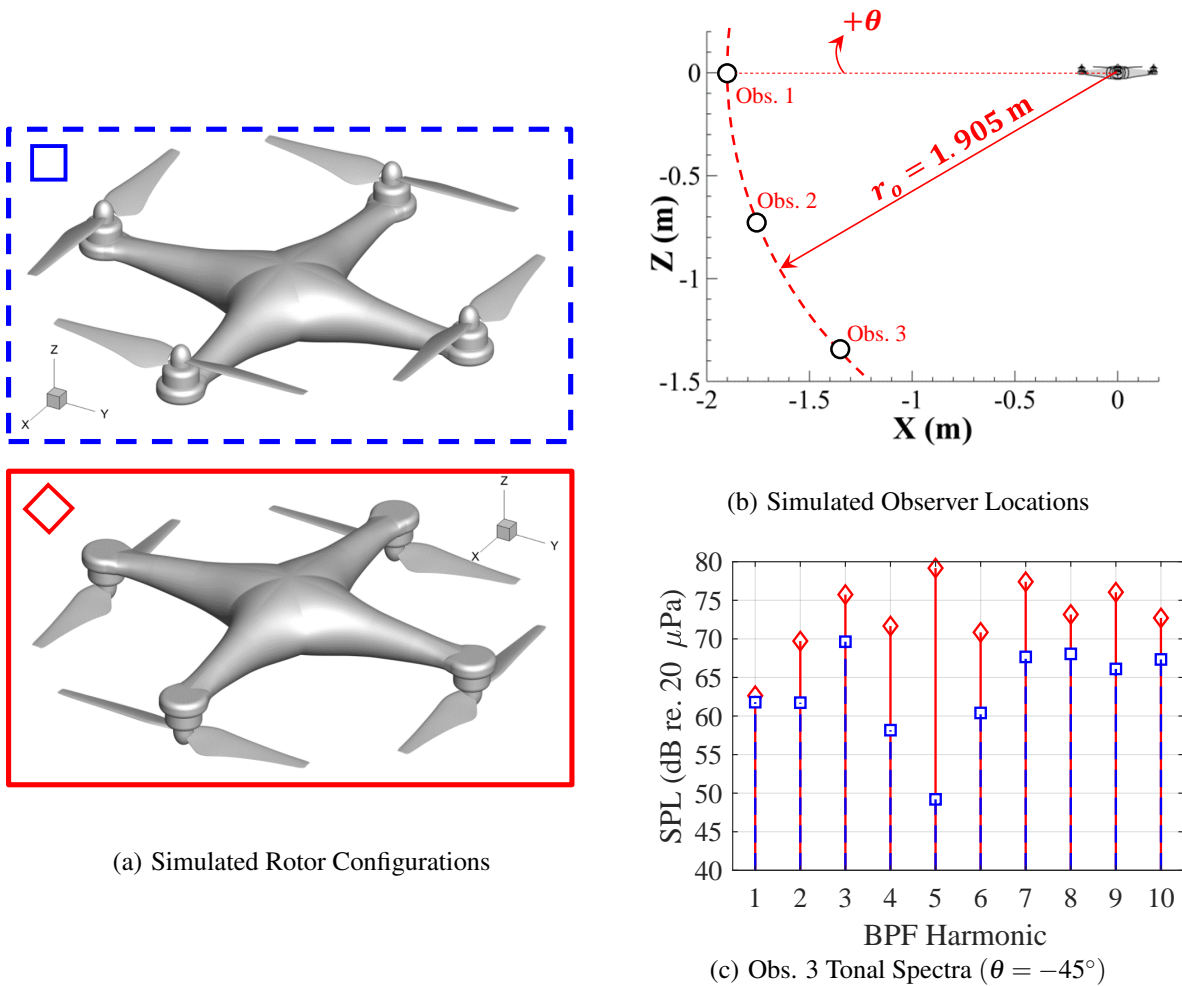 Z
Y
X
Z
Y
X
(a) Simulated Rotor Configurations
+θ
0
-0.5
-1
-1.5
Z (m)
Obs. 1
Obs. 2
Obs. 3
r₀ = 1.905 m
-2 -1.5 -1 -0.5 0
X (m)
(b) Simulated Observer Locations
80
75
70
65
60
55
50
45
40
SPL (dB re. 20 μPa)
1 2 3 4 5 6 7 8 9 10
BPF Harmonic
(c) Obs. 3 Tonal Spectra (θ = −45°)